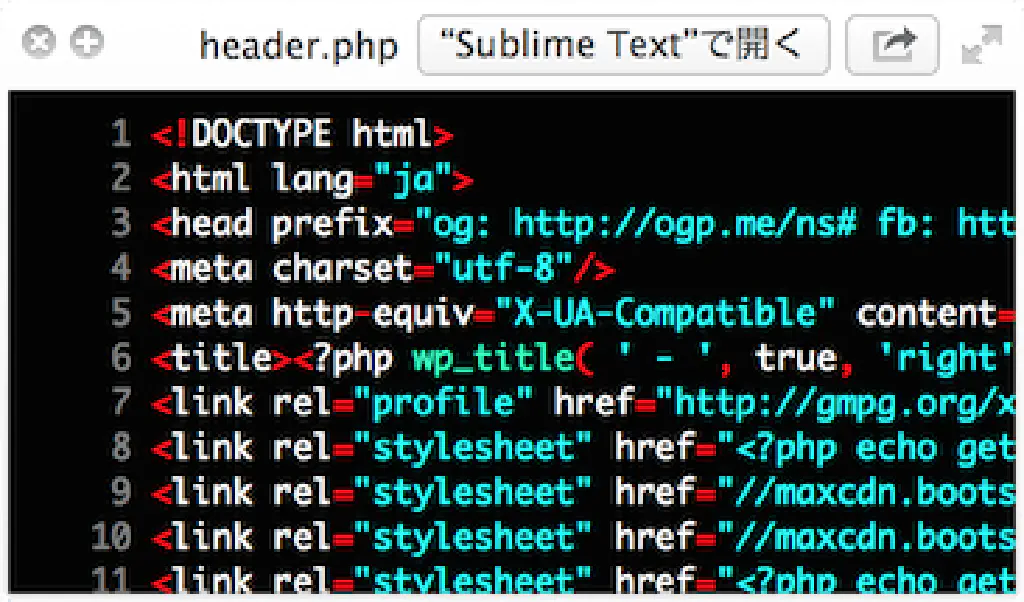 header.php “Sublime Text”で開く
1 <!DOCTYPE html>
2 <html lang="ja">
3 <head prefix="og: http://ogp.me/ns# fb: htt
4 <meta charset="utf-8"/>
5 <meta http-equiv="X-UA-Compatible" content=
6 <title><?php wp_title( ' - ', true, 'right'
7 <link rel="profile" href="http://gmpg.org/x
8 <link rel="stylesheet" href="<?php echo get
9 <link rel="stylesheet" href="//maxcdn.boots
10 <link rel="stylesheet" href="//maxcdn.boots
11 <link rel="stylesheet" href="<?php echo get